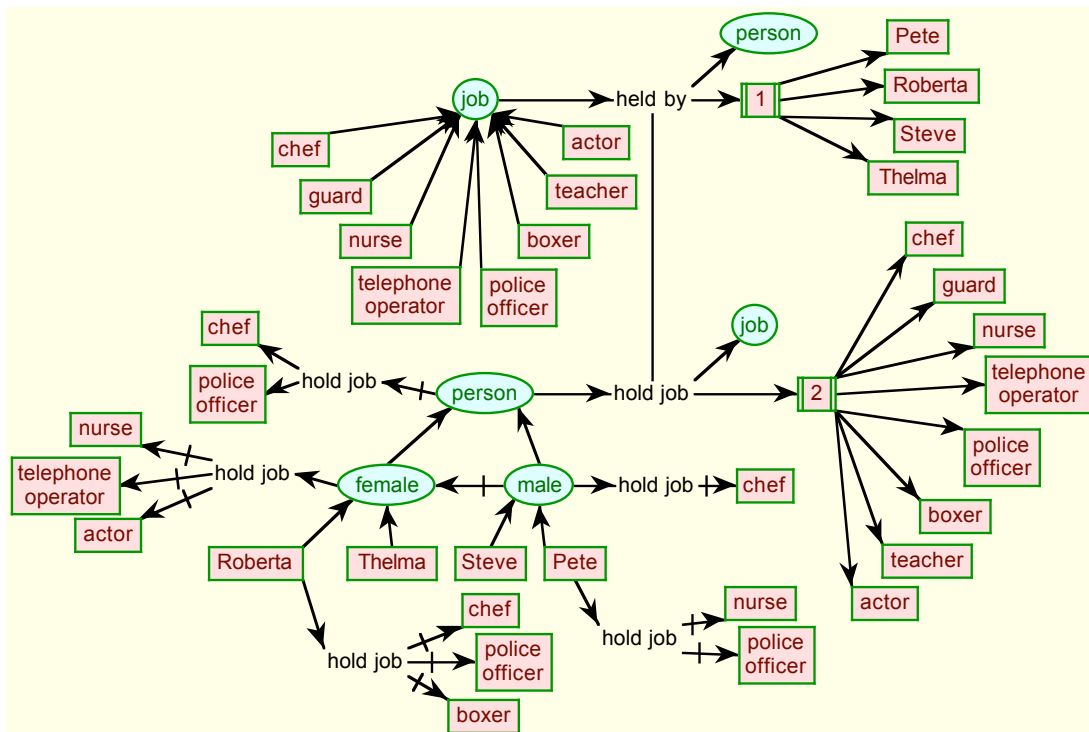 person
Pete
job
held by
1
Roberta
chef
actor
Steve
guard
teacher
Thelma
nurse
boxer
chef
telephone
operator
police
officer
guard
chef
job
nurse
police
officer
hold job
person
hold job
2
telephone
operator
nurse
police
officer
telephone
operator
hold job
female
male
hold job
chef
actor
boxer
Roberta
Thelma
Steve
Pete
teacher
chef
nurse
actor
hold job
police
officer
hold job
police
officer
boxer